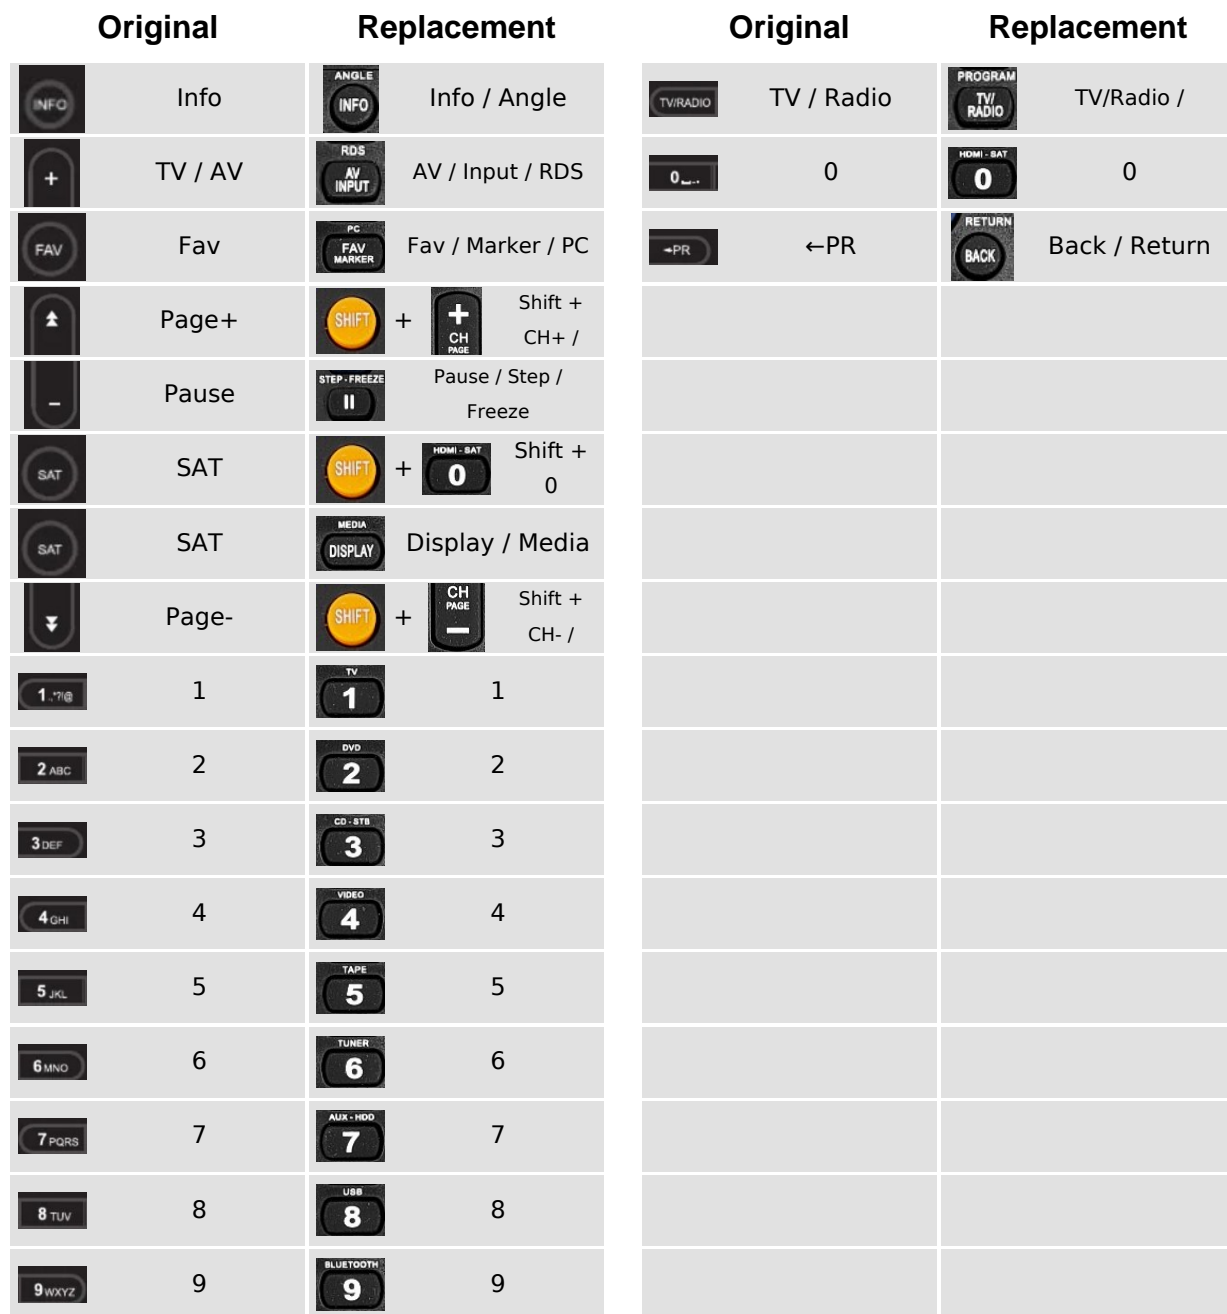 Original Replacement Original Replacement
INFO Info ANGLE INFO Info / Angle TV/RADIO TV / Radio PROGRAM TV/ RADIO TV/Radio /
+ TV / AV RDS AV INPUT AV / Input / RDS 0 0 HDMI - SAT 0 0
FAV Fav PC FAV MARKER Fav / Marker / PC ←PR ←PR RETURN BACK Back / Return
Page+ SHIFT + + CH PAGE Shift +
CH+ /
- Pause STEP - FREEZE II Pause / Step /
Freeze
SAT SAT SHIFT + HDMI - SAT 0 Shift +
0
SAT SAT MEDIA DISPLAY Display / Media
Page- SHIFT + CH PAGE - Shift +
CH- /
1 .,*?!@ 1 TV 1 1
2 ABC 2 DVD 2 2
3 DEF 3 CD - STB 3 3
4 GHI 4 VIDEO 4 4
5 JKL 5 TAPE 5 5
6 MNO 6 TUNER 6 6
7 PQRS 7 AUX - HDD 7 7
8 TUV 8 USB 8 8
9 WXYZ 9 BLUETOOTH 9 9